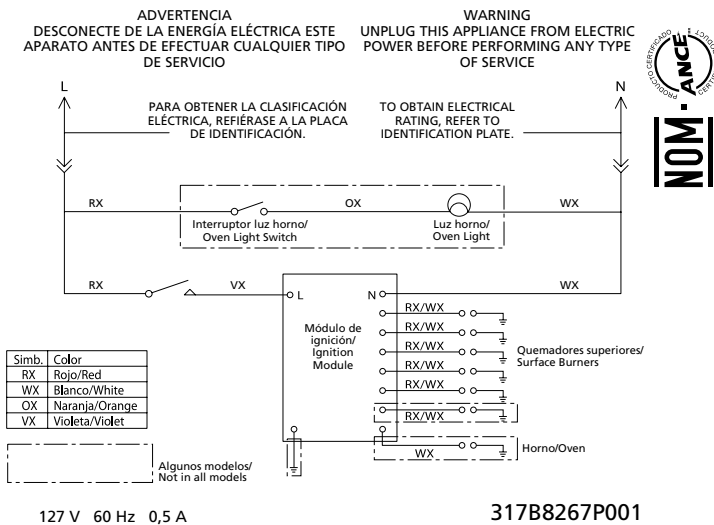 ADVERTENCIA
DESCONECTE DE LA ENERGÍA ELÉCTRICA ESTE
APARATO ANTES DE EFECTUAR CUALQUIER TIPO
DE SERVICIO
WARNING
UNPLUG THIS APPLIANCE FROM ELECTRIC
POWER BEFORE PERFORMING ANY TYPE
OF SERVICE
PRODUCTO CERTIFICADO
ANCE
NOM
L
N
PARA OBTENER LA CLASIFICACIÓN
ELÉCTRICA, REFIÉRASE A LA PLACA
DE IDENTIFICACIÓN.
TO OBTAIN ELECTRICAL
RATING, REFER TO
IDENTIFICATION PLATE.
RX
OX
WX
Interruptor luz horno/
Oven Light Switch
Luz horno/
Oven Light
RX
VX
L
N
WX
Módulo de
ignición/
Ignition
Module
RX/WX
RX/WX
RX/WX
RX/WX
RX/WX
RX/WX
WX
Quemadores superiores/
Surface Burners
Horno/Oven
Simb. Color
RX Rojo/Red
WX Blanco/White
OX Naranja/Orange
VX Violeta/Violet
Algunos modelos/
Not in all models
127 V 60 Hz 0,5 A
317B8267P001